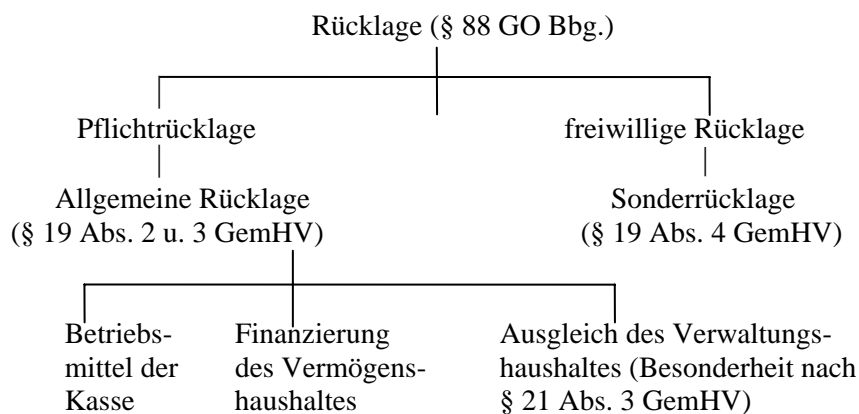 Rücklage (§ 88 GO Bbg.)
Pflichtrücklage
freiwillige Rücklage
Allgemeine Rücklage
(§ 19 Abs. 2 u. 3 GemHV)
Sonderrücklage
(§ 19 Abs. 4 GemHV)
Betriebs-
mittel der
Kasse
Finanzierung
des Vermögens-
haushaltes
Ausgleich des Verwaltungs-
haushaltes (Besonderheit nach
§ 21 Abs. 3 GemHV)